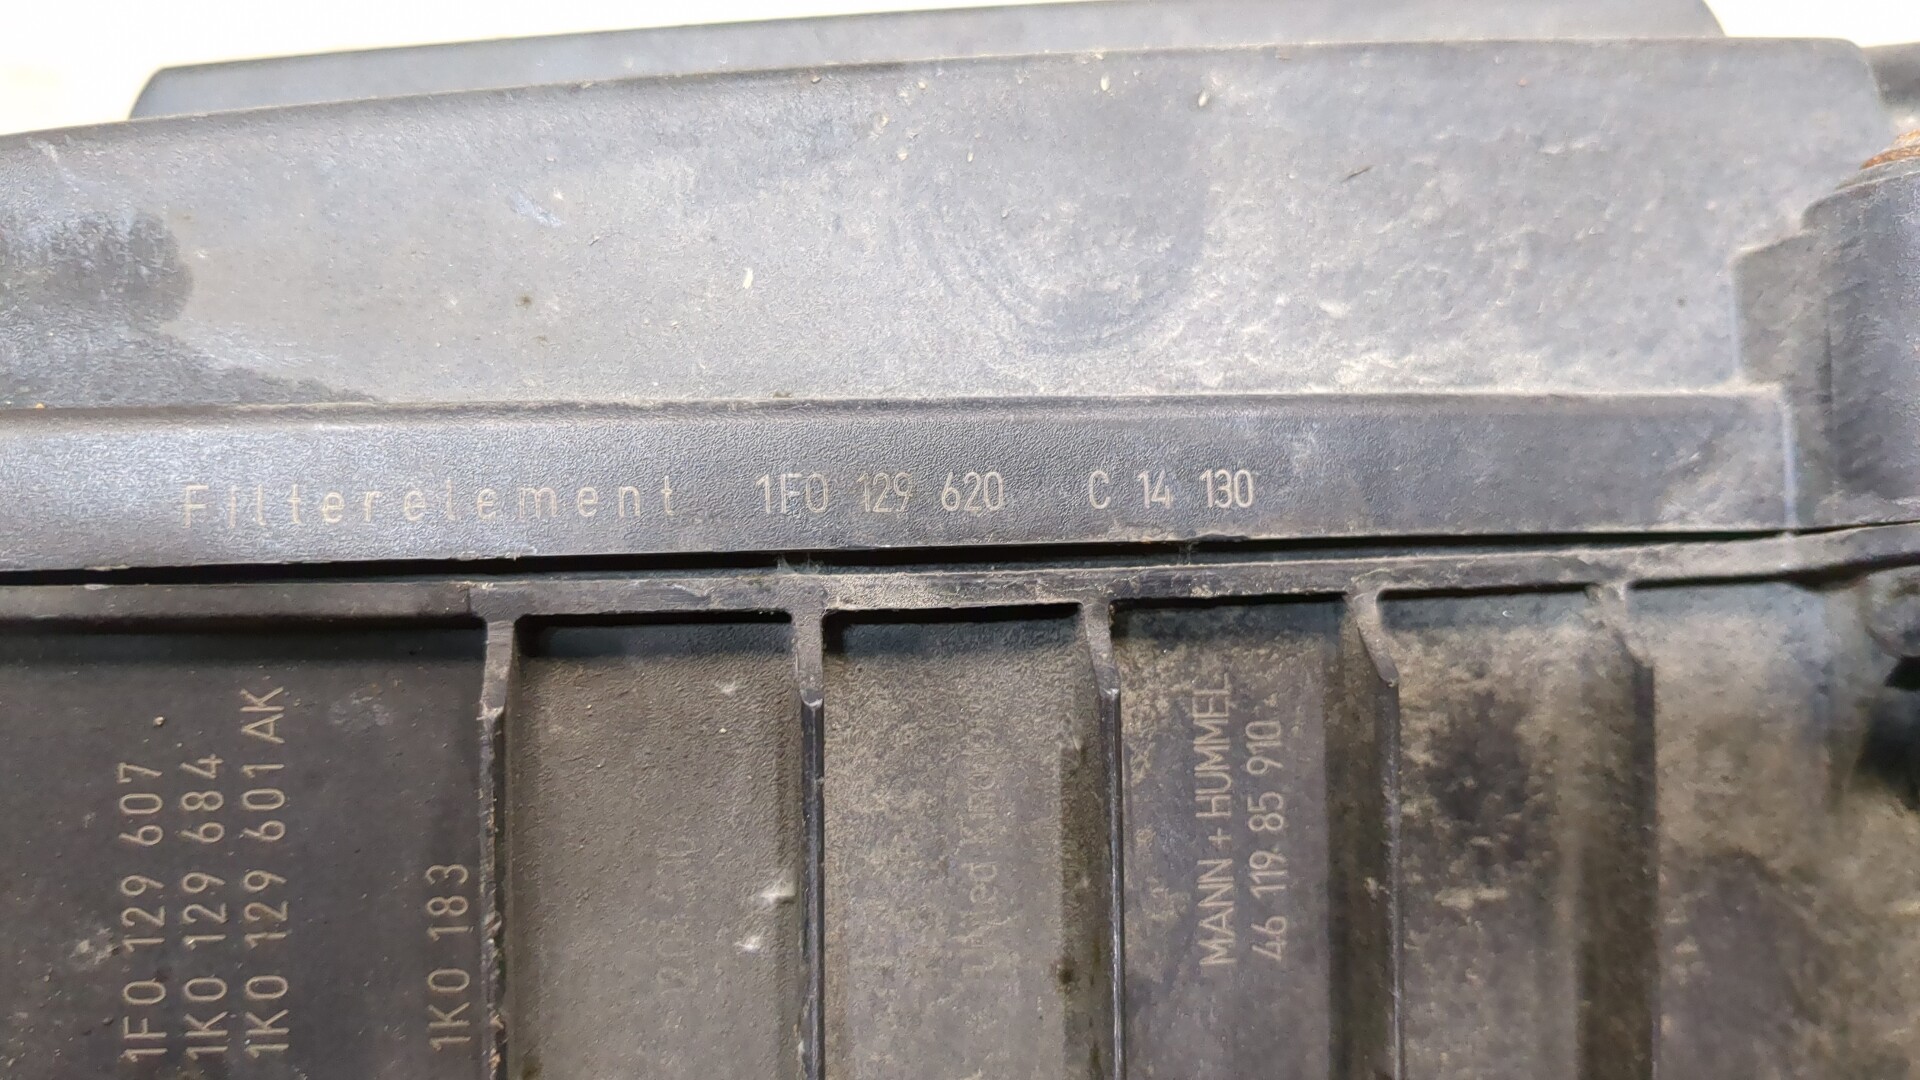 Filterelement 1F0 129 620 C 14 130
1F0 129 607
1K0 129 684
1K0 129 601 AK
1K0 183
MANN + HUMMEL
46 119 85 910